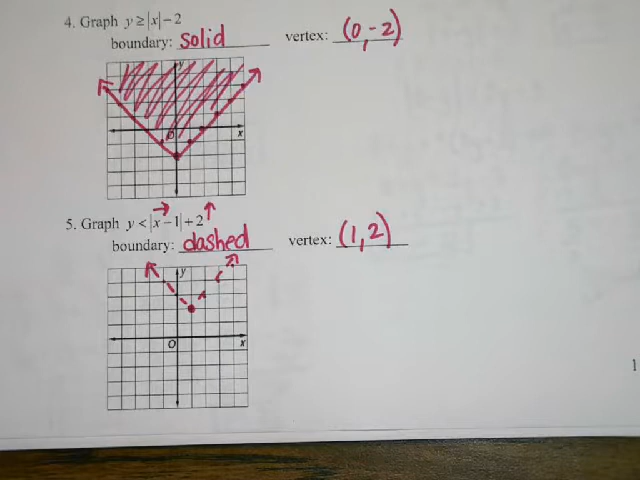 4. Graph y ≥ |x| − 2
boundary: solid vertex: (0, -2)
y
O
x
5. Graph y < |x − 1| + 2
boundary: dashed vertex: (1, 2)
y
O
x
1